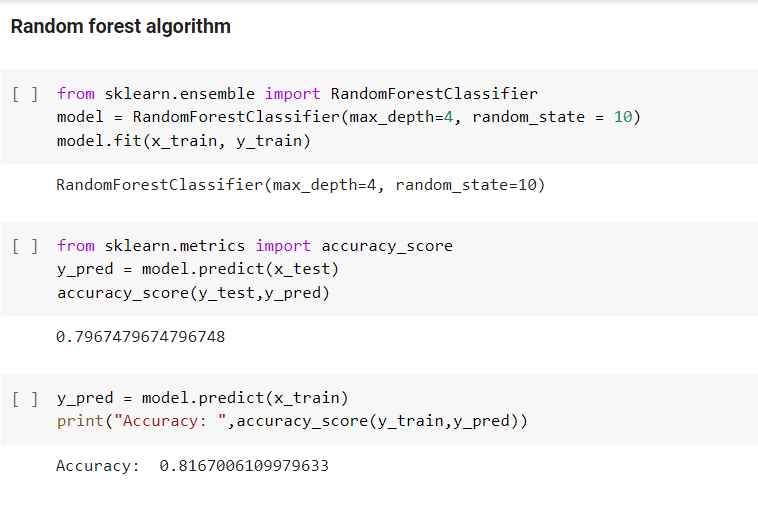 Random forest algorithm
[ ] from sklearn.ensemble import RandomForestClassifier
model = RandomForestClassifier(max_depth=4, random_state = 10)
model.fit(x_train, y_train)
RandomForestClassifier(max_depth=4, random_state=10)
[ ] from sklearn.metrics import accuracy_score
y_pred = model.predict(x_test)
accuracy_score(y_test,y_pred)
0.7967479674796748
[ ] y_pred = model.predict(x_train)
print("Accuracy: ",accuracy_score(y_train,y_pred))
Accuracy:  0.8167006109979633